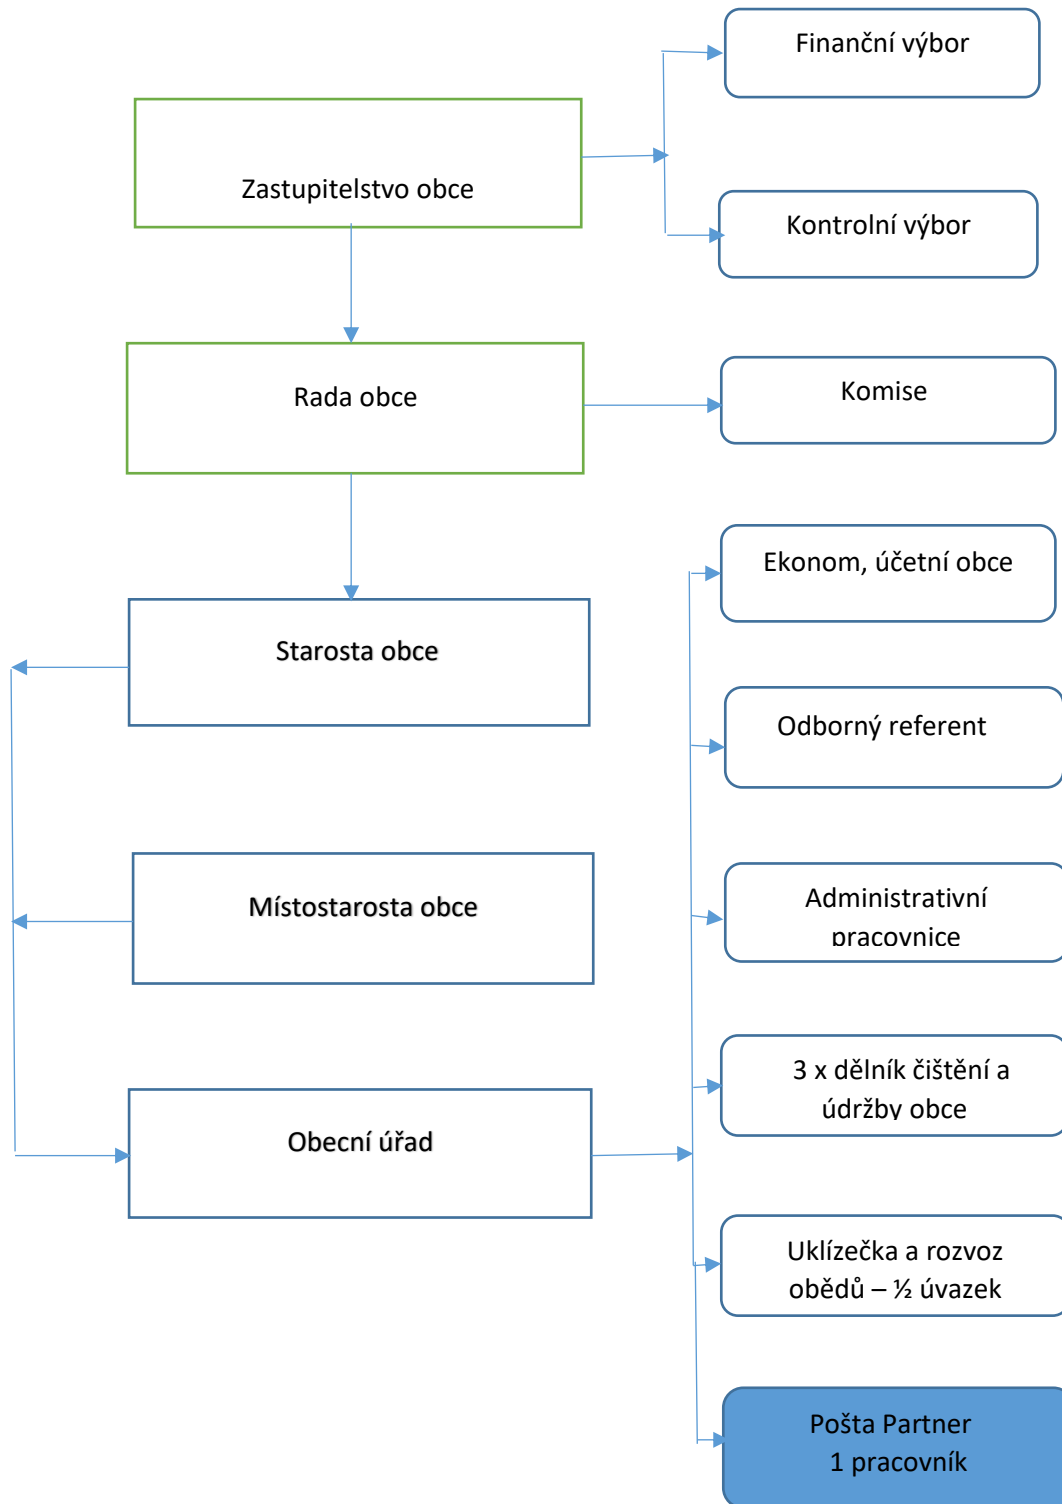 Finanční výbor
Zastupitelstvo obce
Kontrolní výbor
Rada obce
Komise
Ekonom, účetní obce
Starosta obce
Odborný referent
Místostarosta obce
Administrativní
pracovnice
3 x dělník čištění a
údržby obce
Obecní úřad
Uklízečka a rozvoz
obědů – ½ úvazek
Pošta Partner
1 pracovník